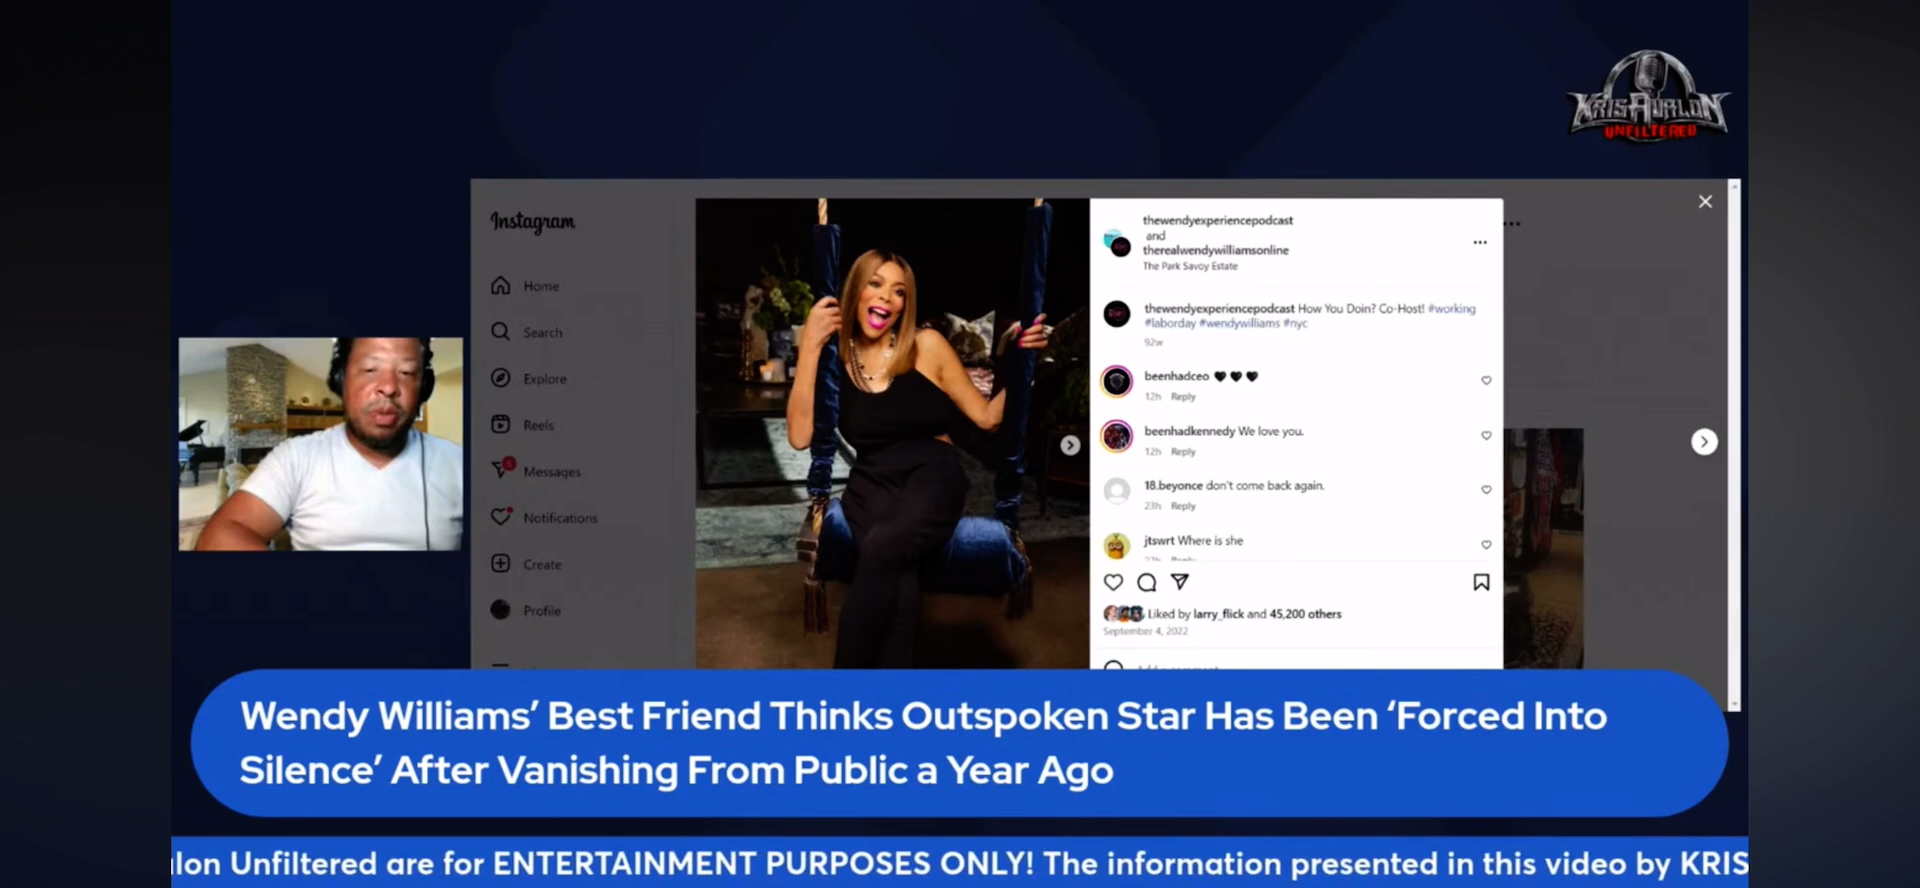 KRIS AVALON
UNFILTERED
Instagram
Home
Search
Explore
Reels
Messages
Notifications
Create
Profile
thewendyexperiencepodcast
and
therealwendywilliamsonline
The Park Savoy Estate
thewendyexperiencepodcast How You Doin? Co-Host! #working
#laborday #wendywilliams #nyc
92w
beenhadceo 🖤 🖤 🖤
12h Reply
beenhadkennedy We love you.
12h Reply
18.beyonce don't come back again.
23h Reply
jtswrt Where is she
Reply
Liked by larry_flick and 45,200 others
September 4, 2022
Add a comment
Wendy Williams’ Best Friend Thinks Outspoken Star Has Been ‘Forced Into
Silence’ After Vanishing From Public a Year Ago
lon Unfiltered are for ENTERTAINMENT PURPOSES ONLY! The information presented in this video by KRIS